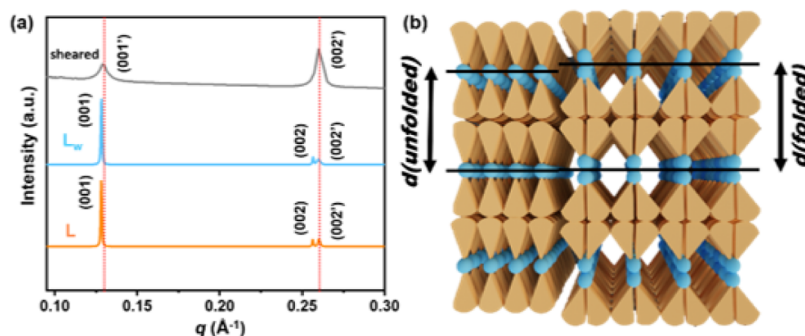 (a)
Intensity (a.u.)
sheared
(001')
(002')
(001)
L_w
(002)
(002')
(001)
L
(002)
(002')
0.10
0.15
0.20
0.25
0.30
q (Å⁻¹)
(b)
d(unfolded)
d(folded)